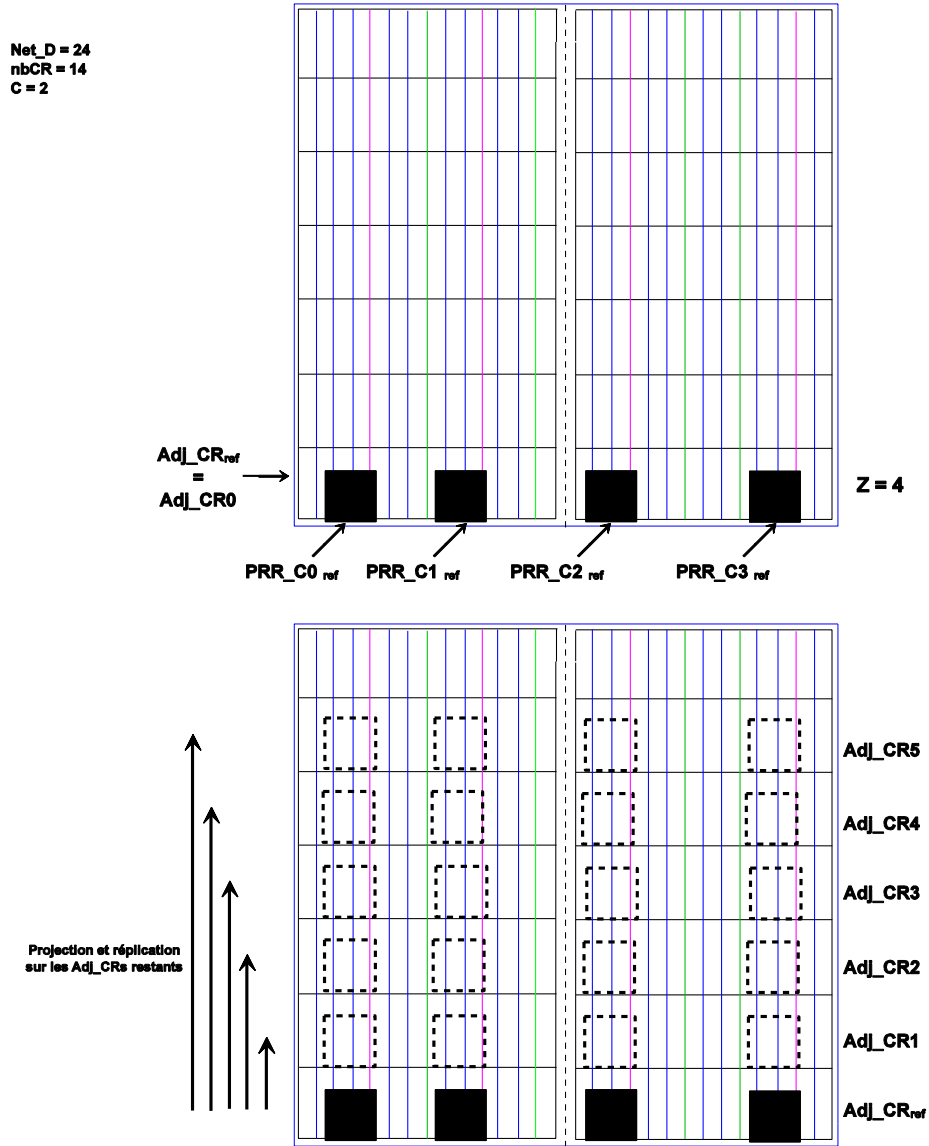 Net_D = 24
nbCR = 14
C = 2
Adj_CRref
=
Adj_CR0
Z = 4
PRR_C0 ref PRR_C1 ref PRR_C2 ref PRR_C3 ref
Adj_CR5
Adj_CR4
Adj_CR3
Projection et réplication
sur les Adj_CRs restants
Adj_CR2
Adj_CR1
Adj_CRref